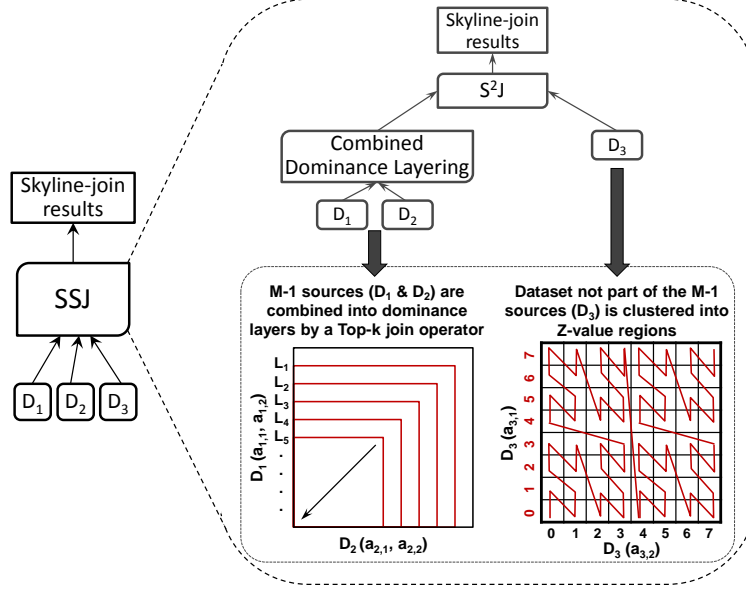 Skyline-join
results
SSJ
D1
D2
D3
Skyline-join
results
S2J
Combined
Dominance Layering
D3
D1
D2
M-1 sources (D1 & D2) are
combined into dominance
layers by a Top-k join operator
L1
L2
L3
L4
L5
.
.
.
.
D1 (a1,1, a1,2)
D2 (a2,1, a2,2)
Dataset not part of the M-1
sources (D3) is clustered into
Z-value regions
7
6
5
4
3
2
1
0
D3 (a3,1)
0 1 2 3 4 5 6 7
D3 (a3,2)